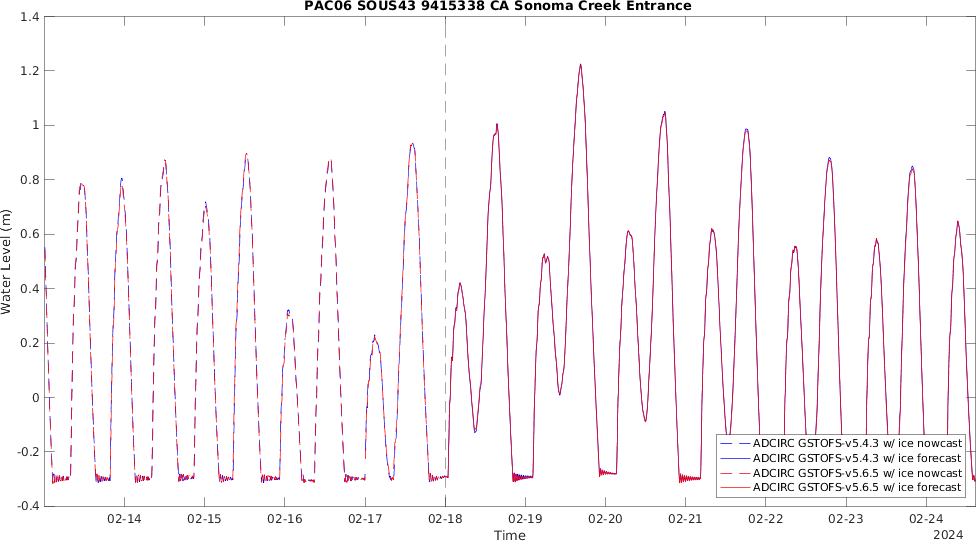 PAC06 SOUS43 9415338 CA Sonoma Creek Entrance
Water Level (m)
1.4
1.2
1
0.8
0.6
0.4
0.2
0
-0.2
-0.4
ADCIRC GSTOFS-v5.4.3 w/ ice nowcast
ADCIRC GSTOFS-v5.4.3 w/ ice forecast
ADCIRC GSTOFS-v5.6.5 w/ ice nowcast
ADCIRC GSTOFS-v5.6.5 w/ ice forecast
02-14 02-15 02-16 02-17 02-18 02-19 02-20 02-21 02-22 02-23 02-24
Time
2024